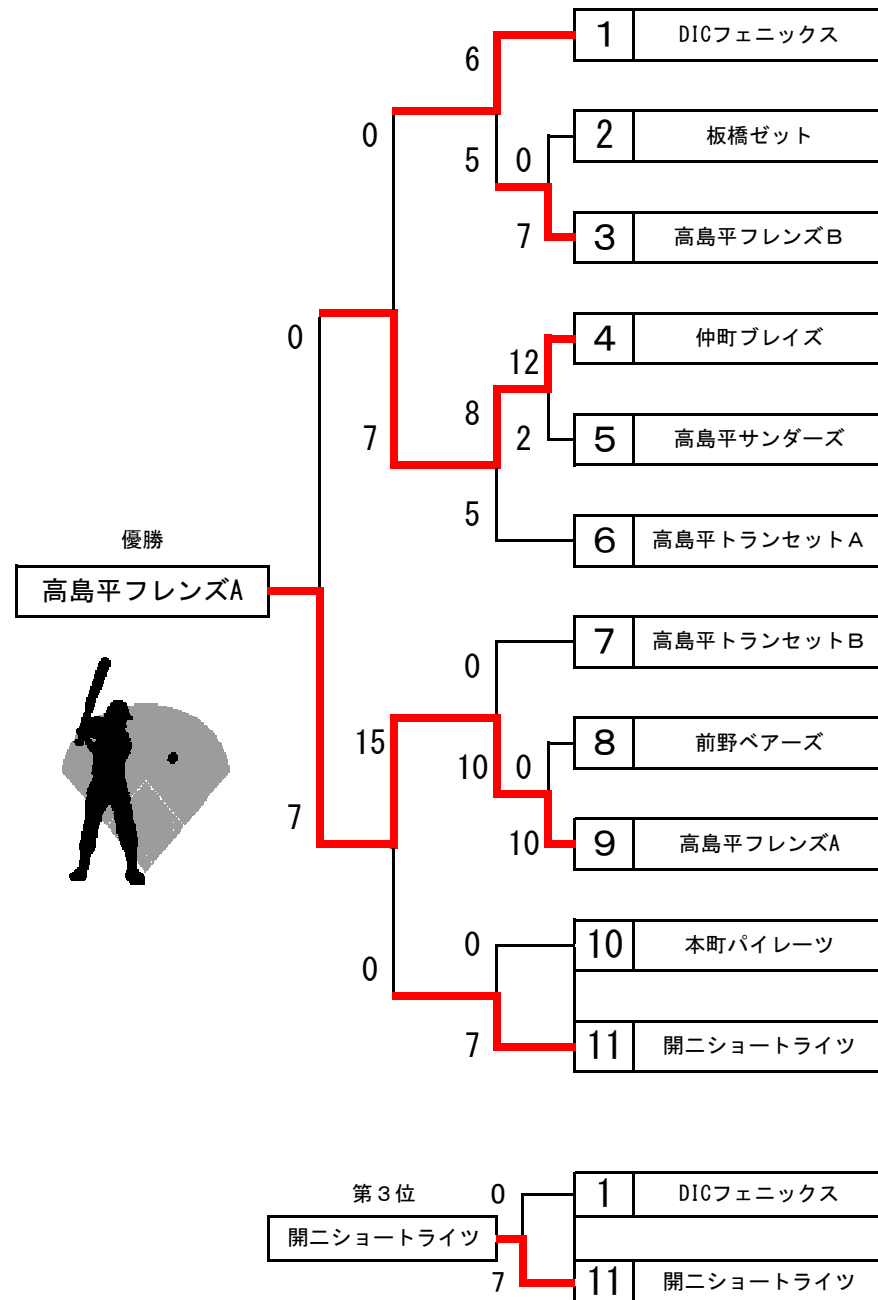 1 DICフェニックス
6
0
2 板橋ゼット
5 0
7
3 高島平フレンズB
4 仲町ブレイズ
0
12
8
7
2
5 高島平サンダーズ
5
6 高島平トランセットA
優勝
高島平フレンズA
7 高島平トランセットB
0
15
8 前野ベアーズ
10 0
7
10
9 高島平フレンズA
0
10 本町パイレーツ
0
7
11 開二ショートライツ
第3位
0
1 DICフェニックス
開二ショートライツ
7
11 開二ショートライツ